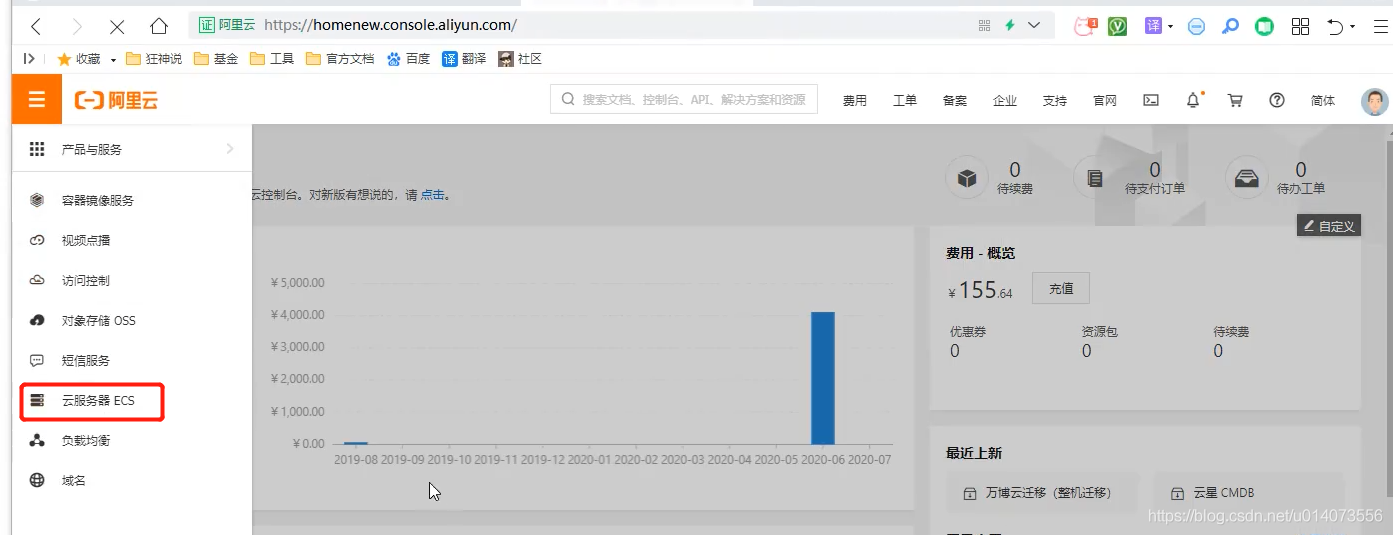 证 阿里云 https://homenew.console.aliyun.com/
译
收藏 狂神说 基金 工具 官方文档 百度 译 翻译 社区
阿里云
搜索文档、控制台、API、解决方案和资源
费用 工单 备案 企业 支持 官网 简体
产品与服务
容器镜像服务
视频点播
访问控制
对象存储 OSS
短信服务
云服务器 ECS
负载均衡
域名
云控制台。对新版有想说的，请 点击。
0 待续费
0 待支付订单
0 待办工单
自定义
¥5,000.00
¥4,000.00
¥3,000.00
¥2,000.00
¥1,000.00
¥0.00
2019-08 2019-09 2019-10 2019-11 2019-12 2020-01 2020-02 2020-03 2020-04 2020-05 2020-06 2020-07
费用 - 概览
¥ 155.64 充值
优惠券 资源包 待续费
0 0 0
最近上新
万博云迁移（整机迁移） 云星 CMDB
https://blog.csdn.net/u014073556